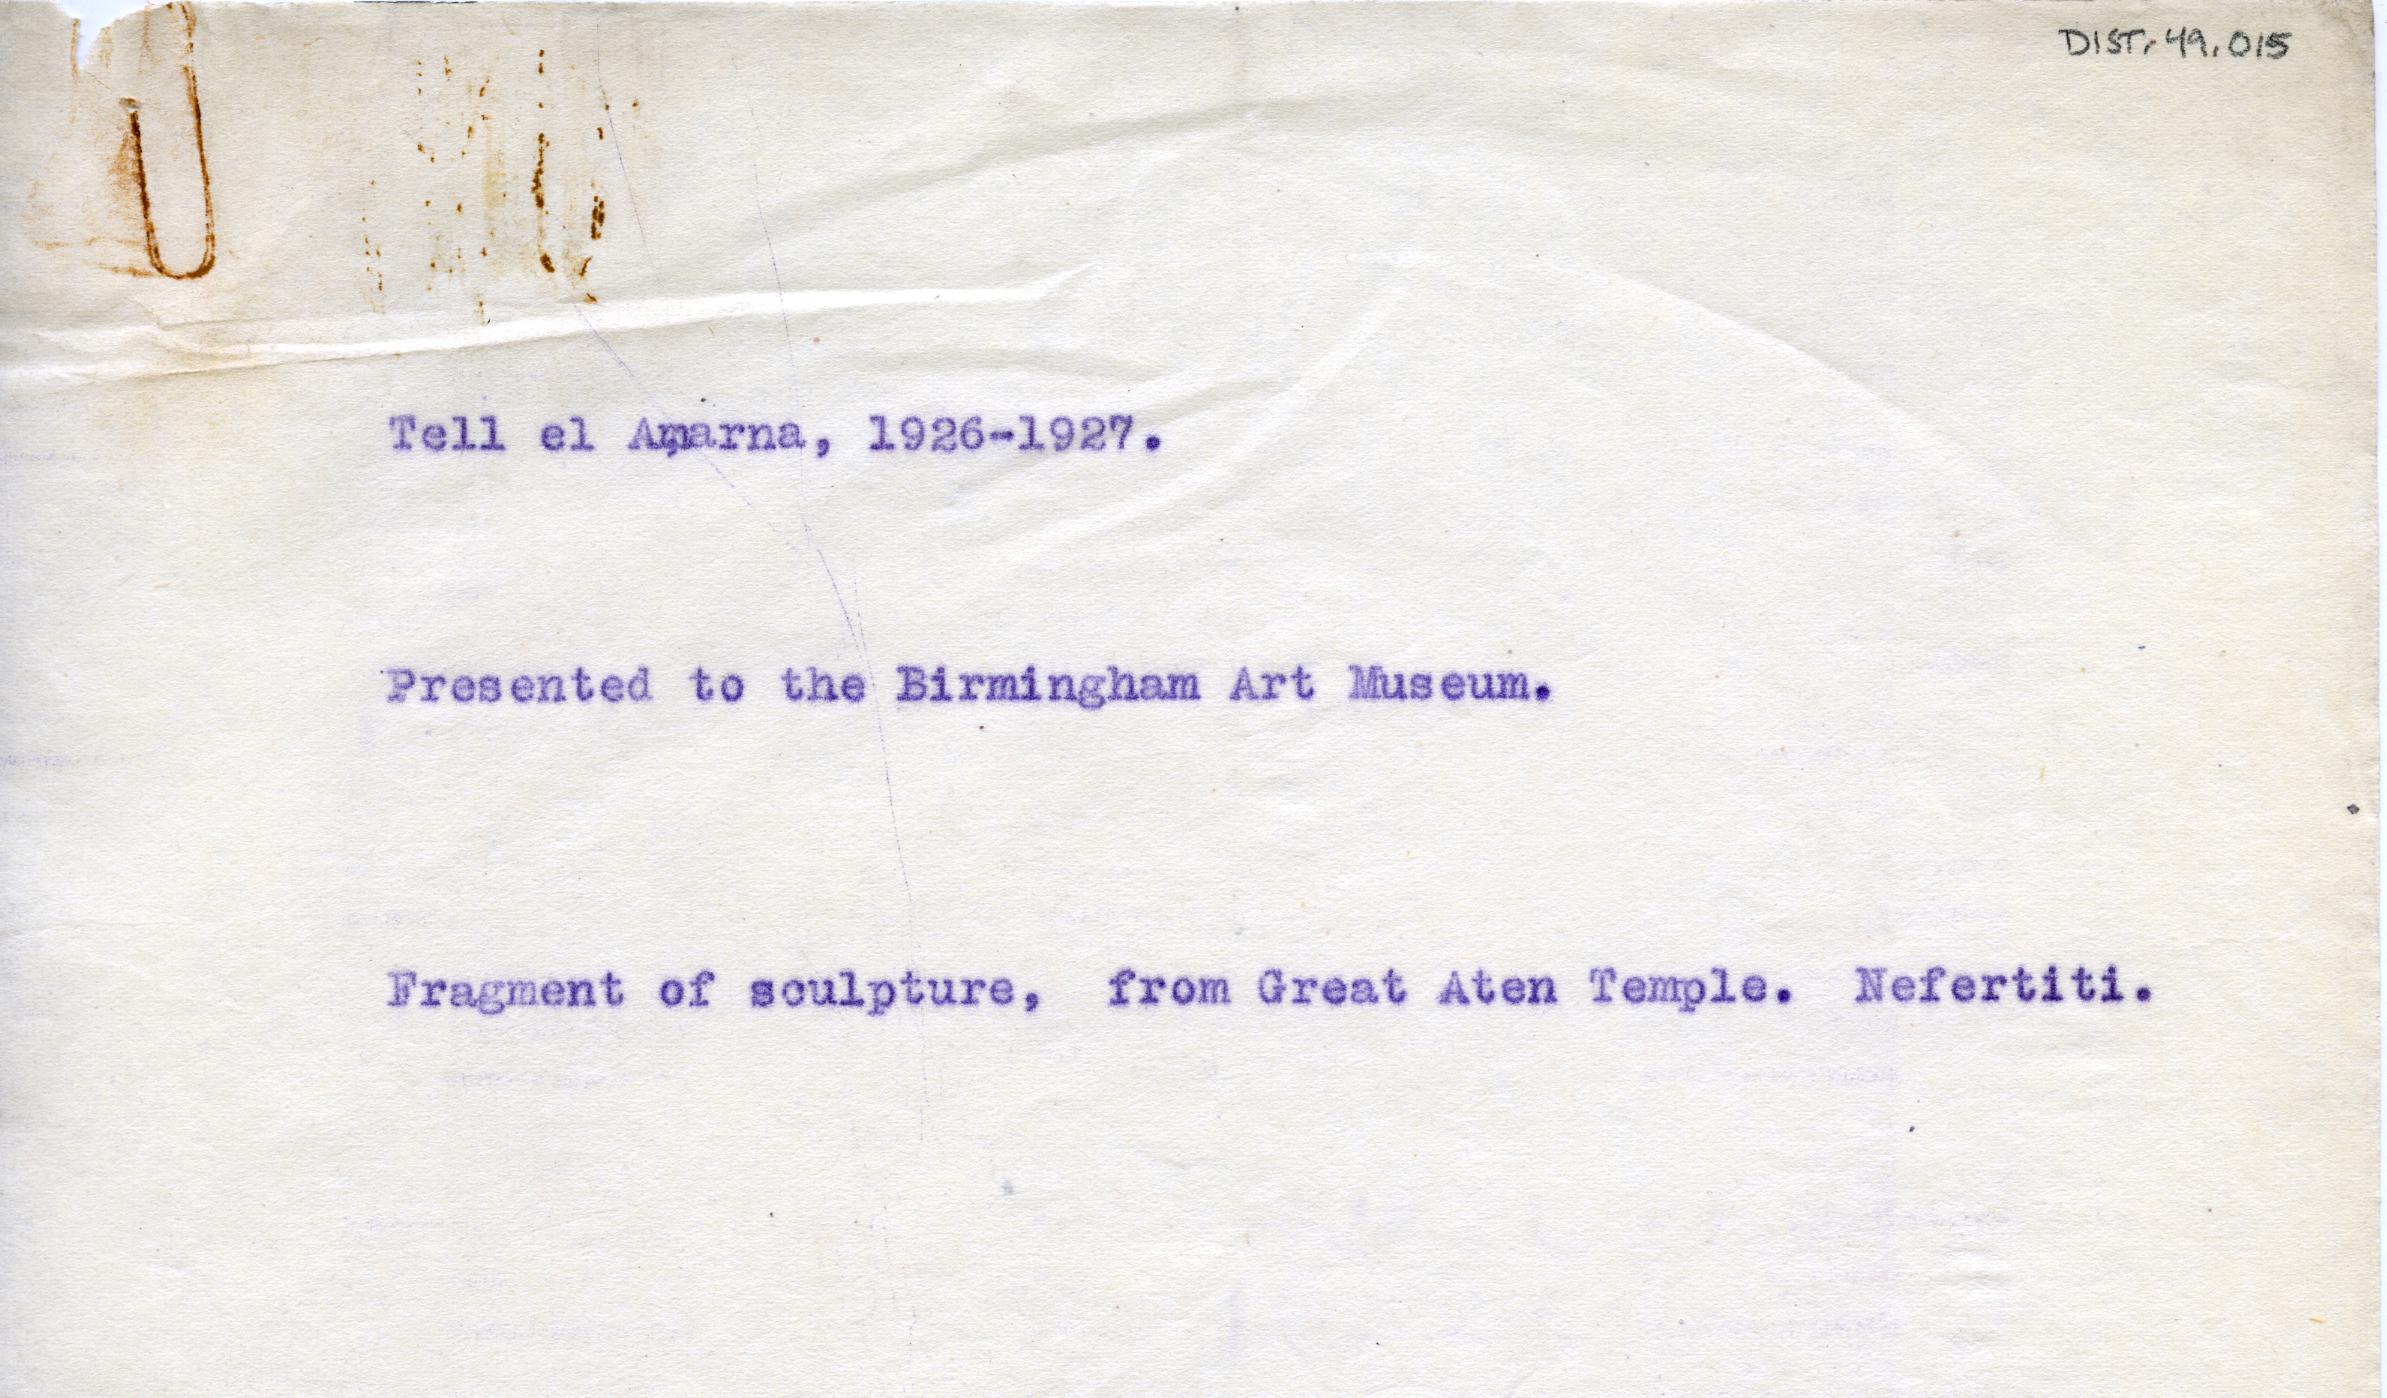 DIST. 49.015
Tell el Amarna, 1926-1927.
Presented to the Birmingham Art Museum.
Fragment of sculpture, from Great Aten Temple. Nefertiti.